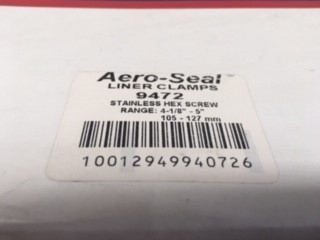 Aero-Seal
LINER CLAMPS
9472
STAINLESS HEX SCREW
RANGE: 4-1/8" - 5"
105 - 127 mm
10012949940726